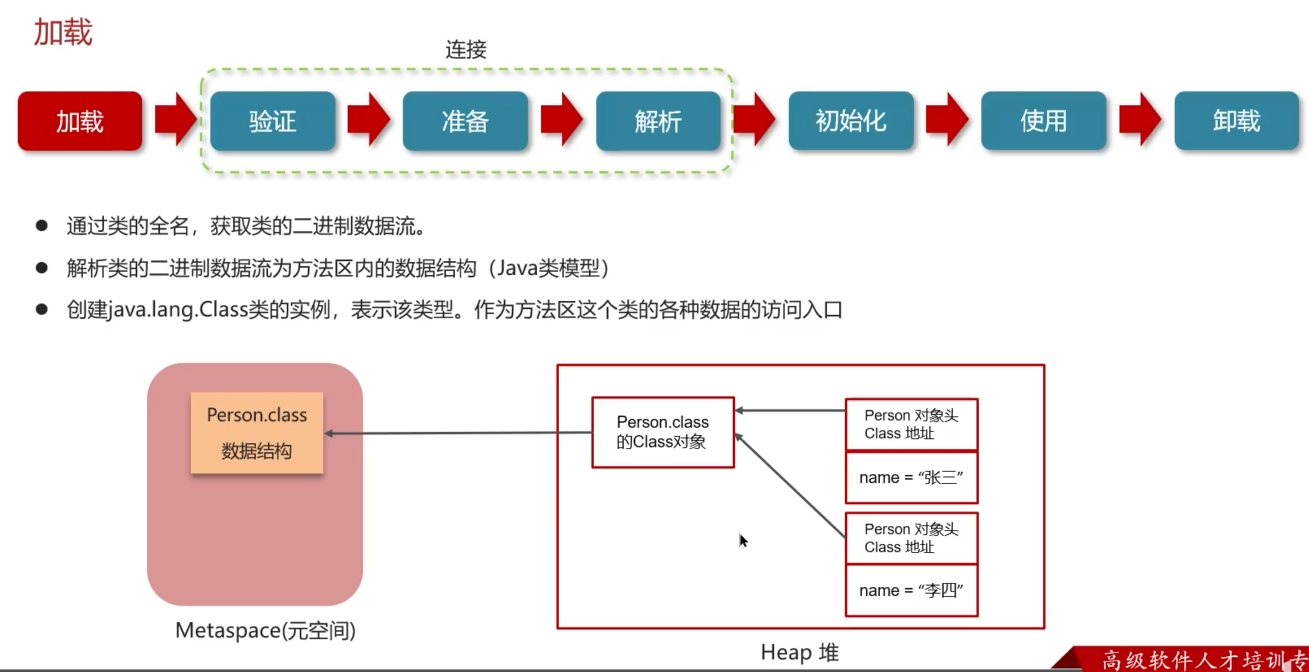 加载
连接
加载
验证
准备
解析
初始化
使用
卸载
通过类的全名，获取类的二进制数据流。
解析类的二进制数据流为方法区内的数据结构（Java类模型）
创建java.lang.Class类的实例，表示该类型。作为方法区这个类的各种数据的访问入口
Person.class
数据结构
Metaspace(元空间)
Person.class
的Class对象
Person 对象头
Class 地址
name = “张三”
Person 对象头
Class 地址
name = “李四”
Heap 堆
高级软件人才培训专